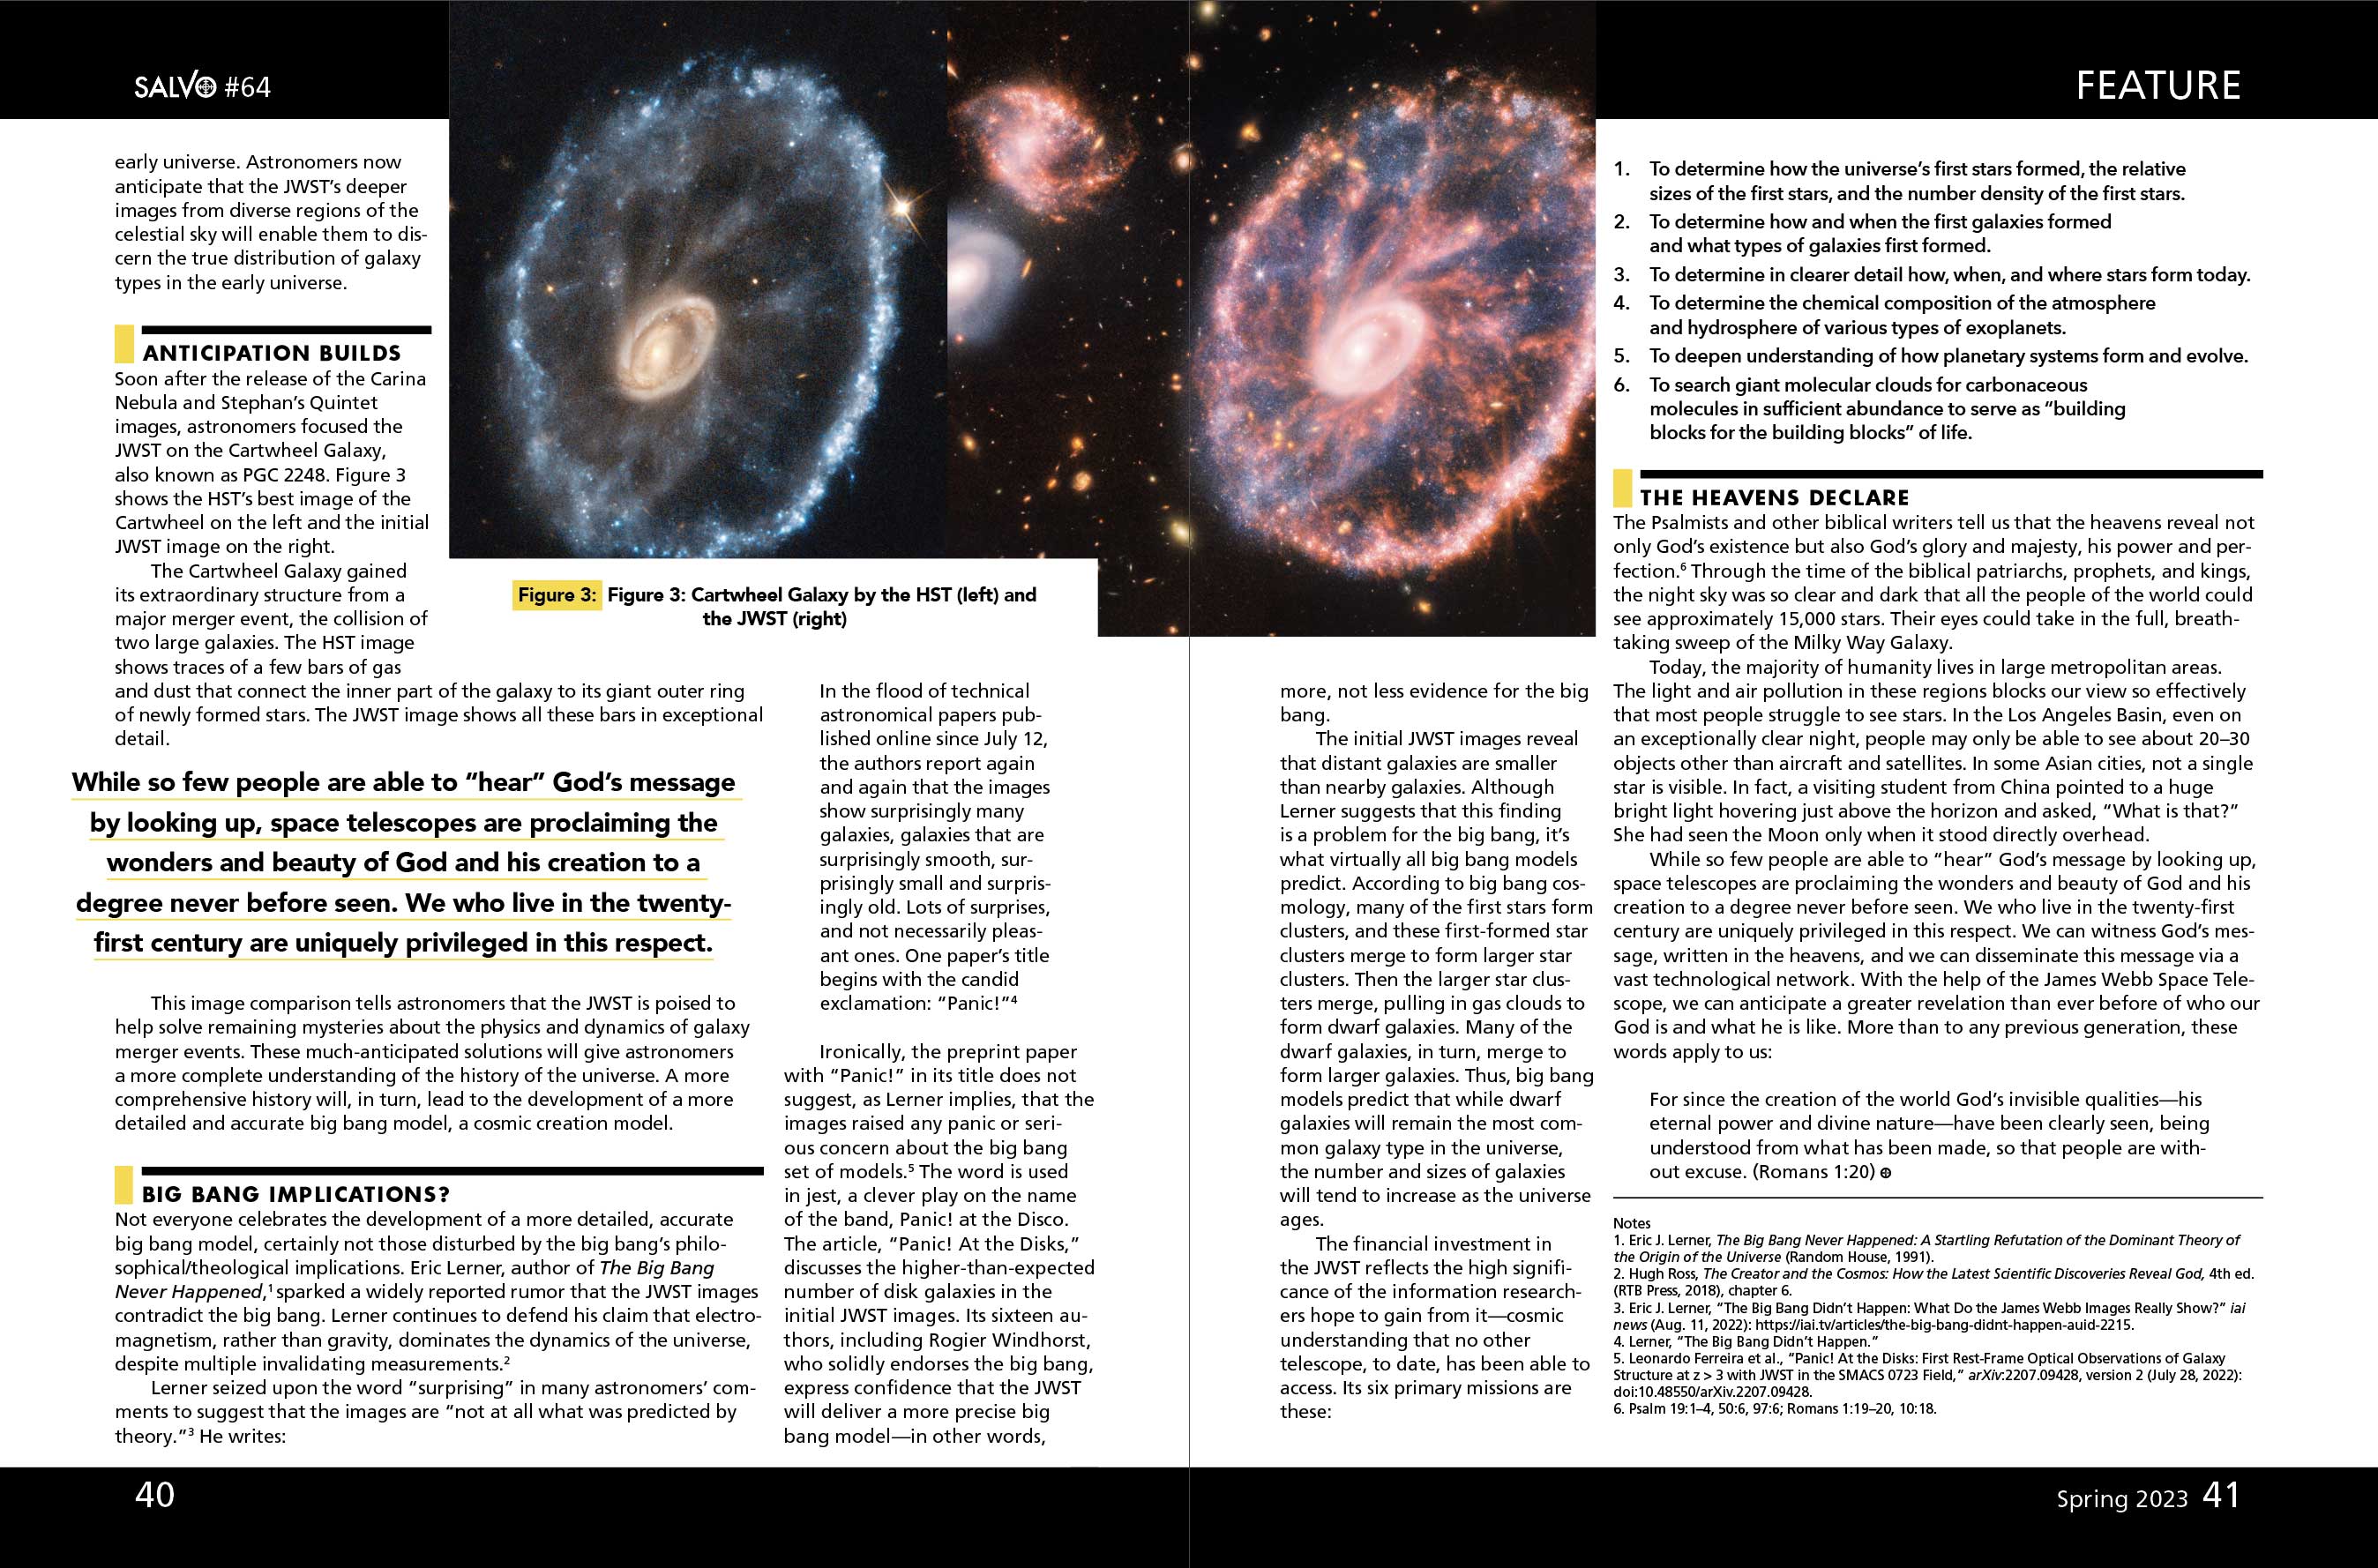 SALVO #64
FEATURE
early universe. Astronomers now
anticipate that the JWST’s deeper
images from diverse regions of the
celestial sky will enable them to dis-
cern the true distribution of galaxy
types in the early universe.
ANTICIPATION BUILDS
Soon after the release of the Carina
Nebula and Stephan’s Quintet
images, astronomers focused the
JWST on the Cartwheel Galaxy,
also known as PGC 2248. Figure 3
shows the HST’s best image of the
Cartwheel on the left and the initial
JWST image on the right.
The Cartwheel Galaxy gained
its extraordinary structure from a
major merger event, the collision of
two large galaxies. The HST image
shows traces of a few bars of gas
and dust that connect the inner part of the galaxy to its giant outer ring
of newly formed stars. The JWST image shows all these bars in exceptional
detail.
While so few people are able to “hear” God’s message
by looking up, space telescopes are proclaiming the
wonders and beauty of God and his creation to a
degree never before seen. We who live in the twenty-
first century are uniquely privileged in this respect.
This image comparison tells astronomers that the JWST is poised to
help solve remaining mysteries about the physics and dynamics of galaxy
merger events. These much-anticipated solutions will give astronomers
a more complete understanding of the history of the universe. A more
comprehensive history will, in turn, lead to the development of a more
detailed and accurate big bang model, a cosmic creation model.
BIG BANG IMPLICATIONS?
Not everyone celebrates the development of a more detailed, accurate
big bang model, certainly not those disturbed by the big bang’s philo-
sophical/theological implications. Eric Lerner, author of The Big Bang
Never Happened,¹ sparked a widely reported rumor that the JWST images
contradict the big bang. Lerner continues to defend his claim that electro-
magnetism, rather than gravity, dominates the dynamics of the universe,
despite multiple invalidating measurements.²
Lerner seized upon the word “surprising” in many astronomers’ com-
ments to suggest that the images are “not at all what was predicted by
theory.”³ He writes:
Figure 3: Figure 3: Cartwheel Galaxy by the HST (left) and
the JWST (right)
In the flood of technical
astronomical papers pub-
lished online since July 12,
the authors report again
and again that the images
show surprisingly many
galaxies, galaxies that are
surprisingly smooth, sur-
prisingly small and surpris-
ingly old. Lots of surprises,
and not necessarily pleas-
ant ones. One paper’s title
begins with the candid
exclamation: “Panic!”⁴
Ironically, the preprint paper
with “Panic!” in its title does not
suggest, as Lerner implies, that the
images raised any panic or seri-
ous concern about the big bang
set of models.⁵ The word is used
in jest, a clever play on the name
of the band, Panic! at the Disco.
The article, “Panic! At the Disks,”
discusses the higher-than-expected
number of disk galaxies in the
initial JWST images. Its sixteen au-
thors, including Rogier Windhorst,
who solidly endorses the big bang,
express confidence that the JWST
will deliver a more precise big
bang model—in other words,
more, not less evidence for the big
bang.
The initial JWST images reveal
that distant galaxies are smaller
than nearby galaxies. Although
Lerner suggests that this finding
is a problem for the big bang, it’s
what virtually all big bang models
predict. According to big bang cos-
mology, many of the first stars form
clusters, and these first-formed star
clusters merge to form larger star
clusters. Then the larger star clus-
ters merge, pulling in gas clouds to
form dwarf galaxies. Many of the
dwarf galaxies, in turn, merge to
form larger galaxies. Thus, big bang
models predict that while dwarf
galaxies will remain the most com-
mon galaxy type in the universe,
the number and sizes of galaxies
will tend to increase as the universe
ages.
The financial investment in
the JWST reflects the high signifi-
cance of the information research-
ers hope to gain from it—cosmic
understanding that no other
telescope, to date, has been able to
access. Its six primary missions are
these:
1. To determine how the universe’s first stars formed, the relative
sizes of the first stars, and the number density of the first stars.
2. To determine how and when the first galaxies formed
and what types of galaxies first formed.
3. To determine in clearer detail how, when, and where stars form today.
4. To determine the chemical composition of the atmosphere
and hydrosphere of various types of exoplanets.
5. To deepen understanding of how planetary systems form and evolve.
6. To search giant molecular clouds for carbonaceous
molecules in sufficient abundance to serve as “building
blocks for the building blocks” of life.
THE HEAVENS DECLARE
The Psalmists and other biblical writers tell us that the heavens reveal not
only God’s existence but also God’s glory and majesty, his power and per-
fection.⁶ Through the time of the biblical patriarchs, prophets, and kings,
the night sky was so clear and dark that all the people of the world could
see approximately 15,000 stars. Their eyes could take in the full, breath-
taking sweep of the Milky Way Galaxy.
Today, the majority of humanity lives in large metropolitan areas.
The light and air pollution in these regions blocks our view so effectively
that most people struggle to see stars. In the Los Angeles Basin, even on
an exceptionally clear night, people may only be able to see about 20–30
objects other than aircraft and satellites. In some Asian cities, not a single
star is visible. In fact, a visiting student from China pointed to a huge
bright light hovering just above the horizon and asked, “What is that?”
She had seen the Moon only when it stood directly overhead.
While so few people are able to “hear” God’s message by looking up,
space telescopes are proclaiming the wonders and beauty of God and his
creation to a degree never before seen. We who live in the twenty-first
century are uniquely privileged in this respect. We can witness God’s mes-
sage, written in the heavens, and we can disseminate this message via a
vast technological network. With the help of the James Webb Space Tele-
scope, we can anticipate a greater revelation than ever before of who our
God is and what he is like. More than to any previous generation, these
words apply to us:
For since the creation of the world God’s invisible qualities—his
eternal power and divine nature—have been clearly seen, being
understood from what has been made, so that people are with-
out excuse. (Romans 1:20)
Notes
1. Eric J. Lerner, The Big Bang Never Happened: A Startling Refutation of the Dominant Theory of
the Origin of the Universe (Random House, 1991).
2. Hugh Ross, The Creator and the Cosmos: How the Latest Scientific Discoveries Reveal God, 4th ed.
(RTB Press, 2018), chapter 6.
3. Eric J. Lerner, “The Big Bang Didn’t Happen: What Do the James Webb Images Really Show?” iai
news (Aug. 11, 2022): https://iai.tv/articles/the-big-bang-didnt-happen-auid-2215.
4. Lerner, “The Big Bang Didn’t Happen.”
5. Leonardo Ferreira et al., “Panic! At the Disks: First Rest-Frame Optical Observations of Galaxy
Structure at z > 3 with JWST in the SMACS 0723 Field,” arXiv:2207.09428, version 2 (July 28, 2022):
doi:10.48550/arXiv.2207.09428.
6. Psalm 19:1–4, 50:6, 97:6; Romans 1:19–20, 10:18.
40
Spring 2023 41